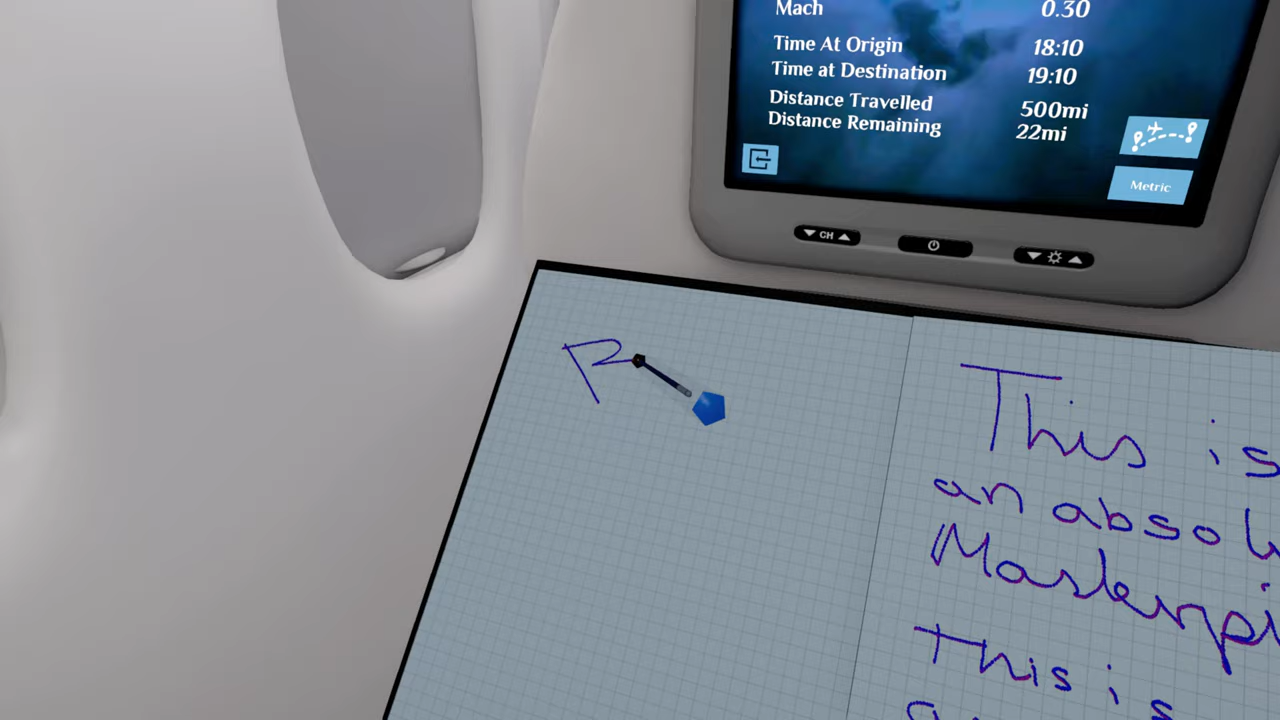 Mach 0.30
Time At Origin 18:10
Time at Destination 19:10
Distance Travelled 500mi
Distance Remaining 22mi
Metric
CH
R
This is
an absolu
Masterpi
This is